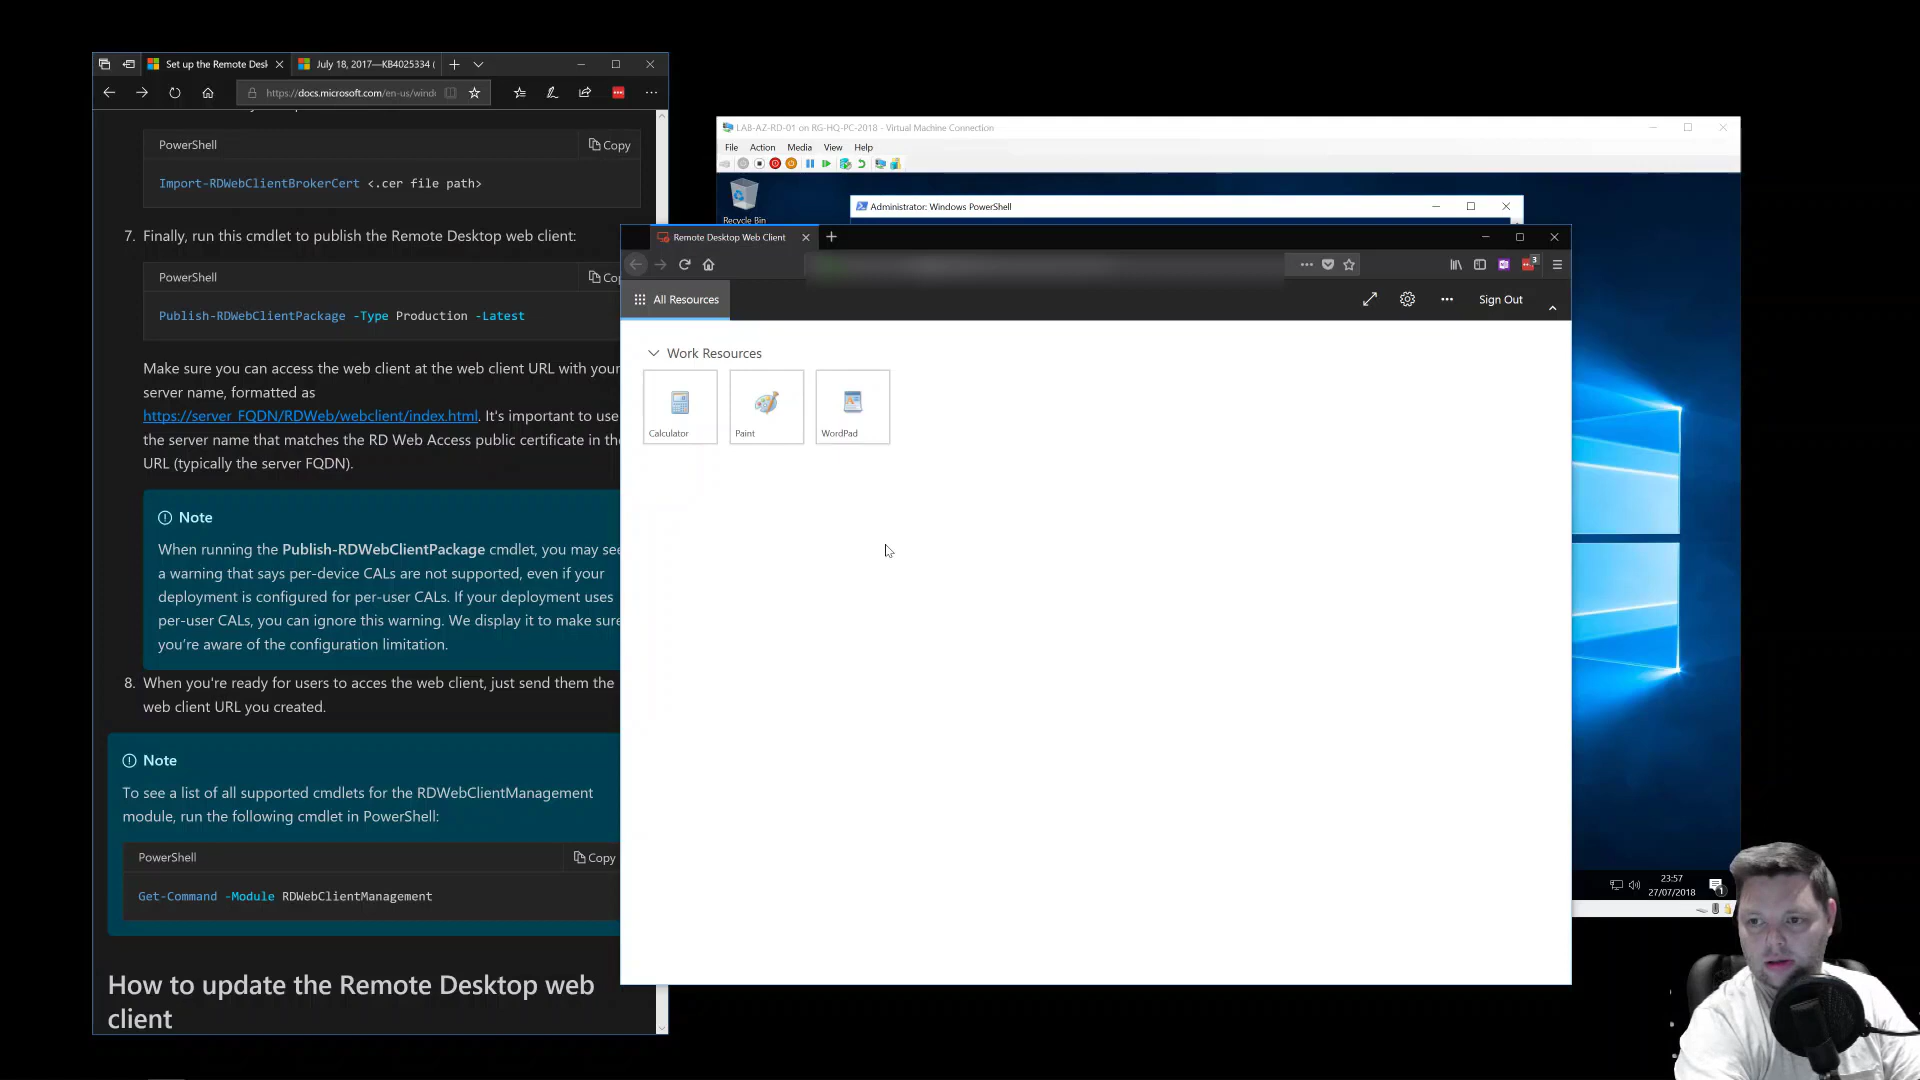 Set up the Remote Desk
July 18, 2017—KB4025334 (
https://docs.microsoft.com/en-us/wind
PowerShell
Copy
Import-RDWebClientBrokerCert <.cer file path>
7. Finally, run this cmdlet to publish the Remote Desktop web client:
PowerShell
Cop
Publish-RDWebClientPackage -Type Production -Latest
Make sure you can access the web client at the web client URL with your
server name, formatted as
https://server_FQDN/RDWeb/webclient/index.html. It's important to use
the server name that matches the RD Web Access public certificate in the
URL (typically the server FQDN).
Note
When running the Publish-RDWebClientPackage cmdlet, you may see
a warning that says per-device CALs are not supported, even if your
deployment is configured for per-user CALs. If your deployment uses
per-user CALs, you can ignore this warning. We display it to make sure
you're aware of the configuration limitation.
8. When you're ready for users to acces the web client, just send them the
web client URL you created.
Note
To see a list of all supported cmdlets for the RDWebClientManagement
module, run the following cmdlet in PowerShell:
PowerShell
Copy
Get-Command -Module RDWebClientManagement
How to update the Remote Desktop web
client
LAB-AZ-RD-01 on RG-HQ-PC-2018 - Virtual Machine Connection
File Action Media View Help
Recycle Bin
Administrator: Windows PowerShell
Remote Desktop Web Client
3
All Resources
Sign Out
Work Resources
Calculator
Paint
WordPad
23:57
27/07/2018
1